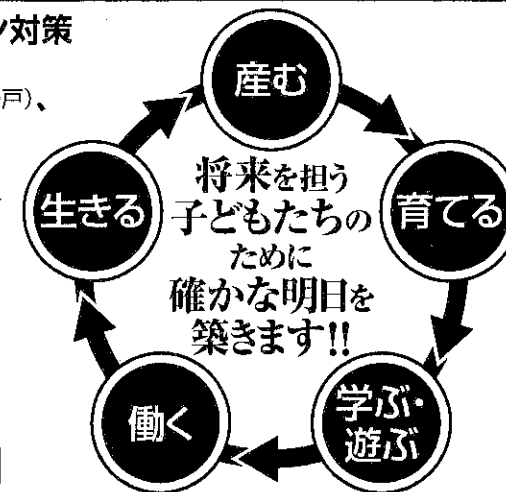 対策
戸)、
産む
生きる
育てる
将来を担う
子どもたちの
ために
確かな明日を
築きます!!
働く
学ぶ・
遊ぶ